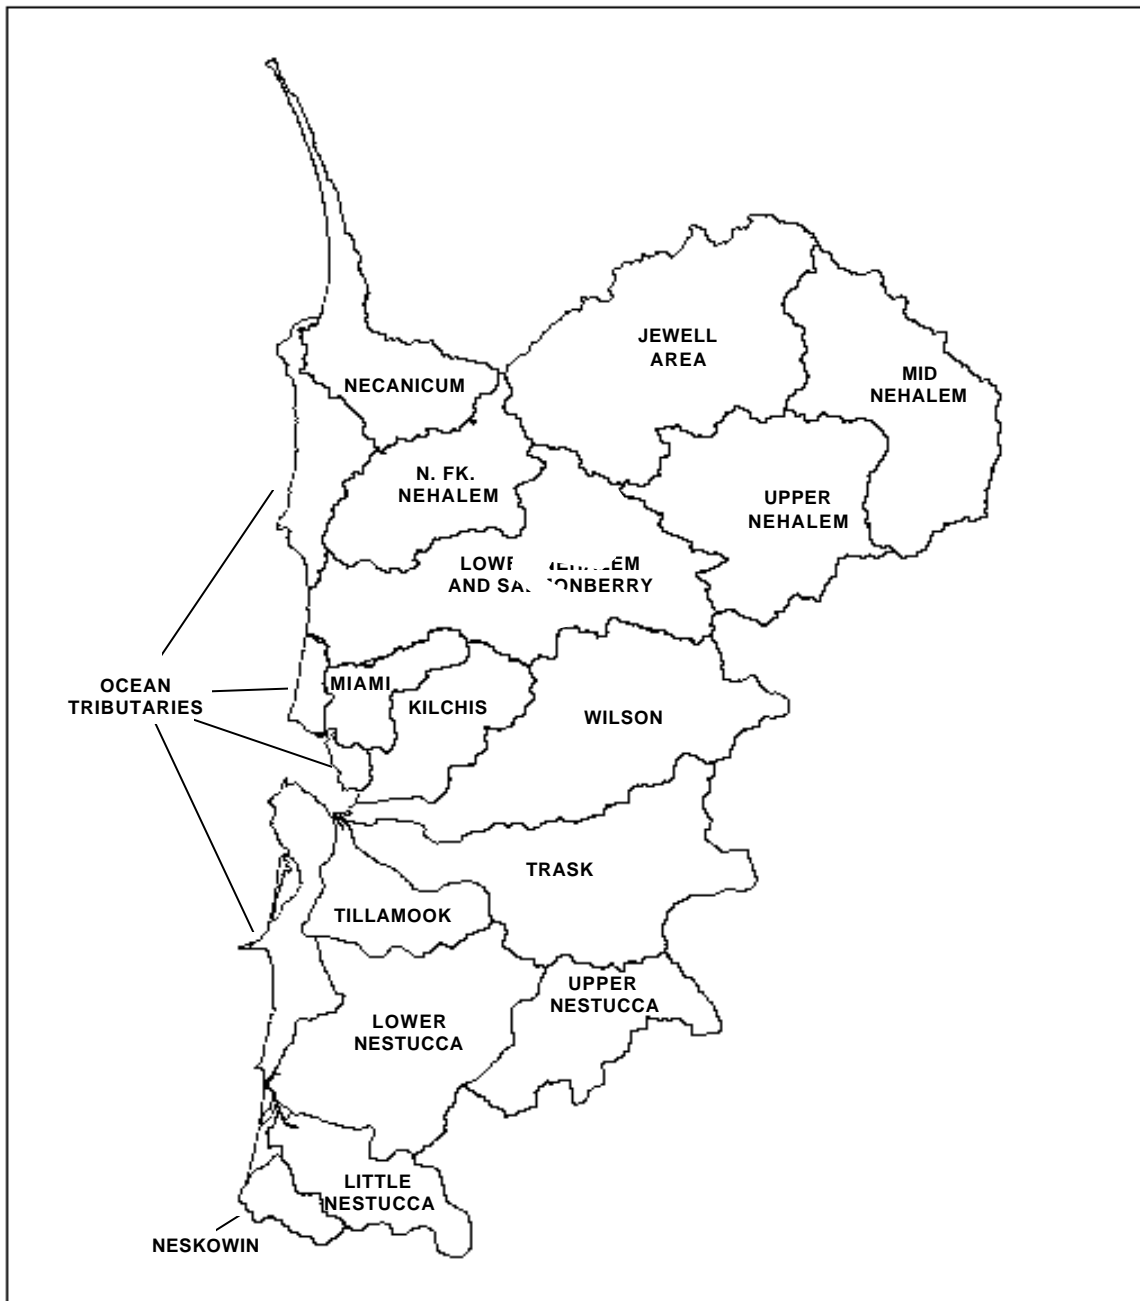 JEWELL
AREA
MID
NEHALEM
NECANICUM
N. FK.
NEHALEM
UPPER
NEHALEM
AND
OCEAN
TRIBUTARIES
MIAMI
KILCHIS
WILSON
TRASK
TILLAMOOK
UPPER
NESTUCCA
LOWER
NESTUCCA
LITTLE
NESTUCCA
NESKOWIN